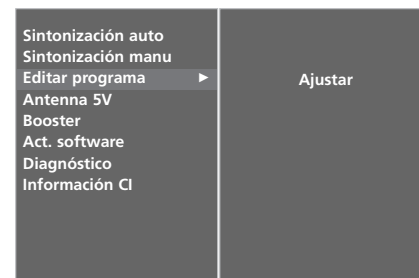 Sintonización auto
Sintonización manu
Editar programa ►
Ajustar
Antenna 5V
Booster
Act. software
Diagnóstico
Información CI